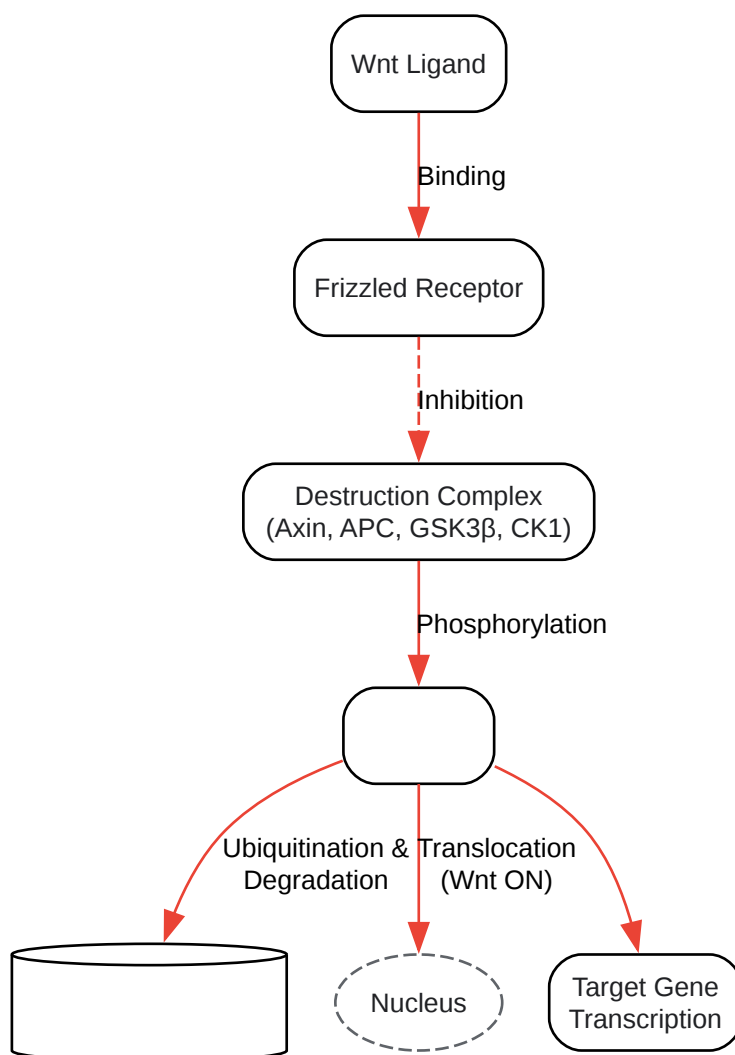 Wnt Ligand
Binding
Frizzled Receptor
Inhibition
Destruction Complex
(Axin, APC, GSK3β, CK1)
Phosphorylation
Ubiquitination &
Degradation
Translocation
(Wnt ON)
Nucleus
Target Gene
Transcription